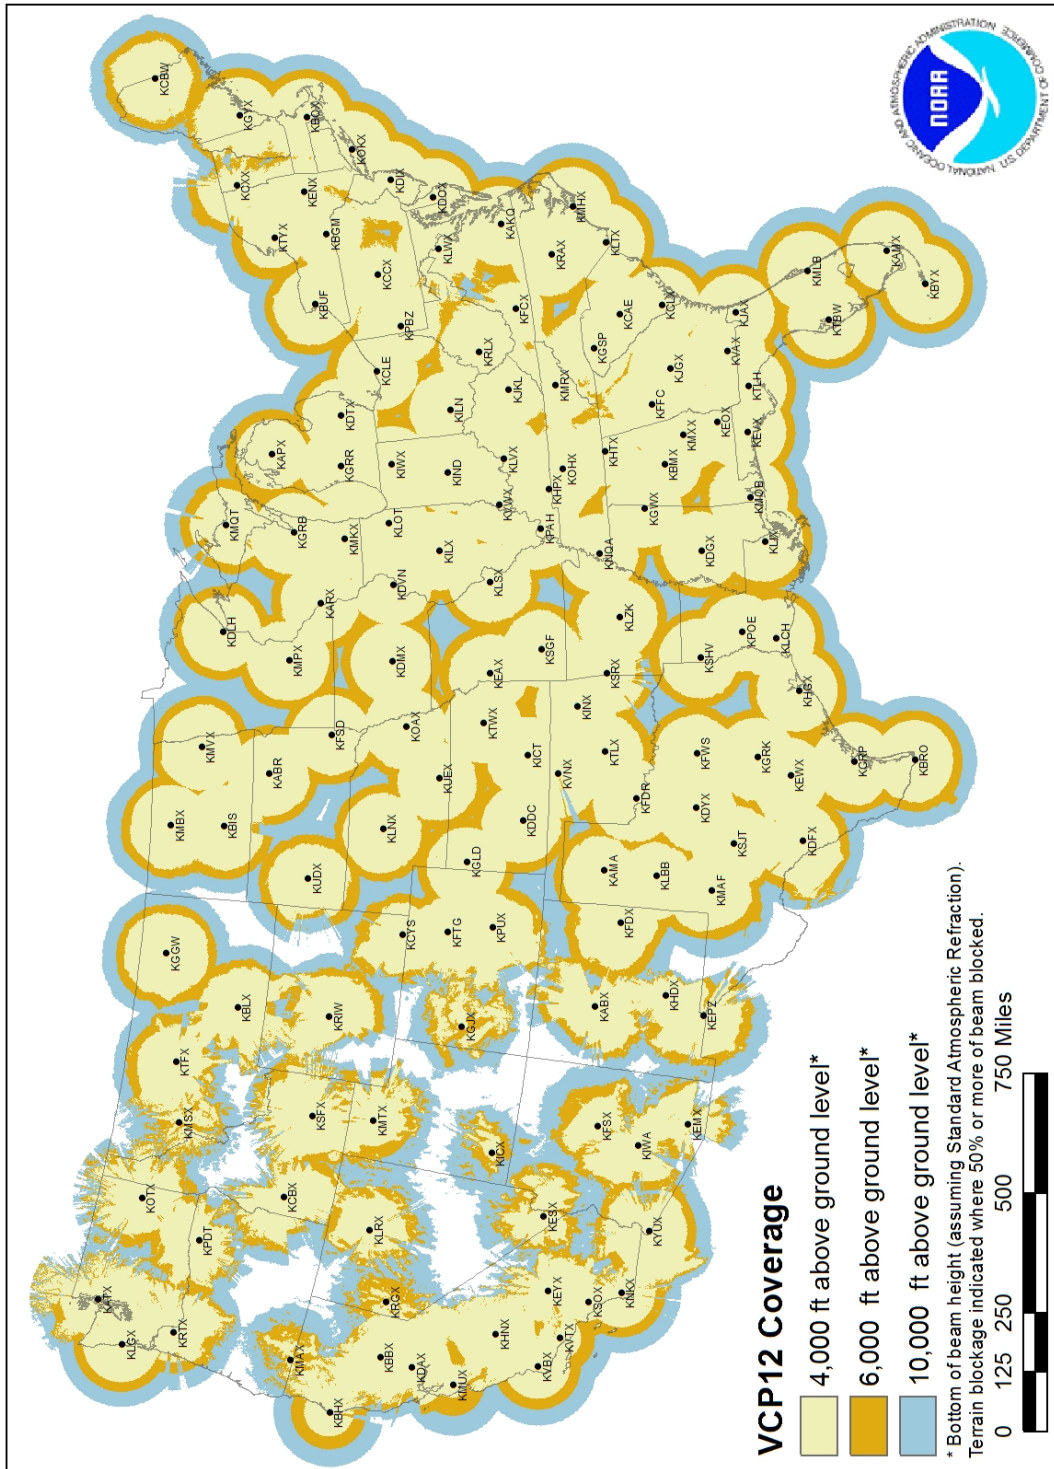 NATIONAL OCEANIC AND ATMOSPHERIC ADMINISTRATION
U.S. DEPARTMENT OF COMMERCE
NOAA
KATX
KLGX
KRTX
KOTX
KPDT
KMSX
KTFX
KGGW
KBLX
KMBX
KBIS
KMVX
KABR
KUDX
KFSD
KDLH
KMPX
KARX
KMQT
KGRB
KMKX
KAPX
KGRR
KDTX
KCLE
KBUF
KTYX
KCXX
KCBW
KGYX
KBOX
KENX
KBGM
KOKX
KDIX
KDOX
KCCX
KPBZ
KLWX
KAKQ
KMHX
KRAX
KLTX
KFCX
KRLX
KJKL
KILN
KIWX
KIND
KLVX
KLOT
KILX
KDVN
KLSX
KVWX
KPAH
KHPX
KOHX
KMRX
KGSP
KCAE
KCLX
KJGX
KFFC
KHTX
KBMX
KMXX
KEOX
KGWX
KNQA
KDGX
KMOB
KLIX
KEVX
KTLH
KVAX
KJAX
KMLB
KTBW
KAMX
KBYX
KDMX
KEAX
KSGF
KLZK
KSRX
KINX
KSHV
KPOE
KLCH
KHGX
KOAX
KTWX
KICT
KVNX
KTLX
KFDR
KUEX
KLNX
KGLD
KDDC
KAMA
KLBB
KMAF
KFWS
KDYX
KSJT
KGRK
KEWX
KDFX
KGRP
KBRO
KCYS
KFTG
KPUX
KFDX
KRIW
KGJX
KABX
KHDX
KEPZ
KSFX
KMTX
KICX
KFSX
KIWA
KEMX
KCBX
KLRX
KESX
KYUX
KRGX
KMAX
KBHX
KBBX
KDAX
KMUX
KHNX
KEYX
KVBX
KVTX
KSOX
KNKX
VCP12 Coverage
4,000 ft above ground level*
6,000 ft above ground level*
10,000 ft above ground level*
* Bottom of beam height (assuming Standard Atmospheric Refraction).
Terrain blockage indicated where 50% or more of beam blocked.
0 125 250 500 750 Miles